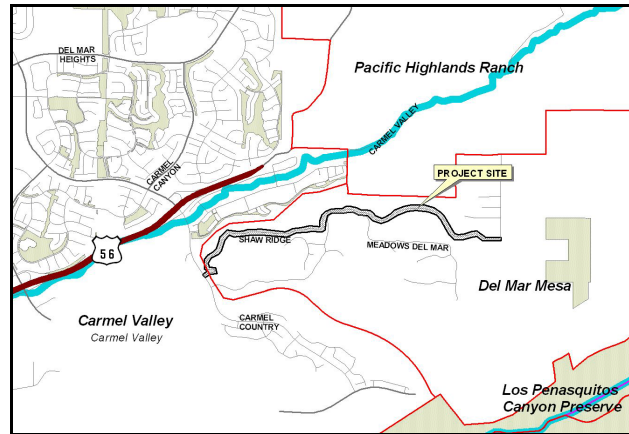 DEL MAR
HEIGHTS
Pacific Highlands Ranch
CARMEL VALLEY
CARMEL
CANYON
PROJECT SITE
SHAW RIDGE
MEADOWS DEL MAR
56
Del Mar Mesa
Carmel Valley
Carmel Valley
CARMEL
COUNTRY
Los Penasquitos
Canyon Preserve